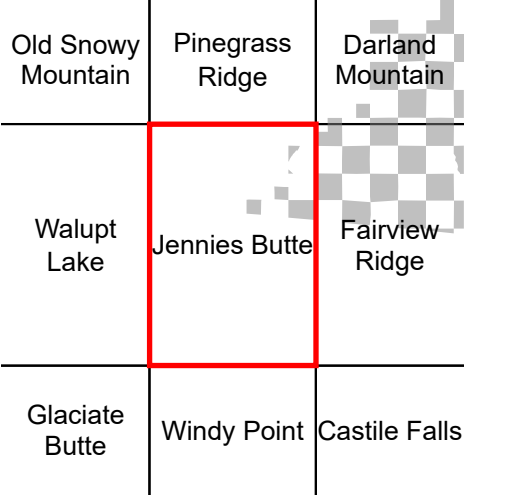 Old Snowy
Mountain
Pinegrass
Ridge
Darland
Mountain
Walupt
Lake
Jennies Butte
Fairview
Ridge
Glaciate
Butte
Windy Point
Castile Falls